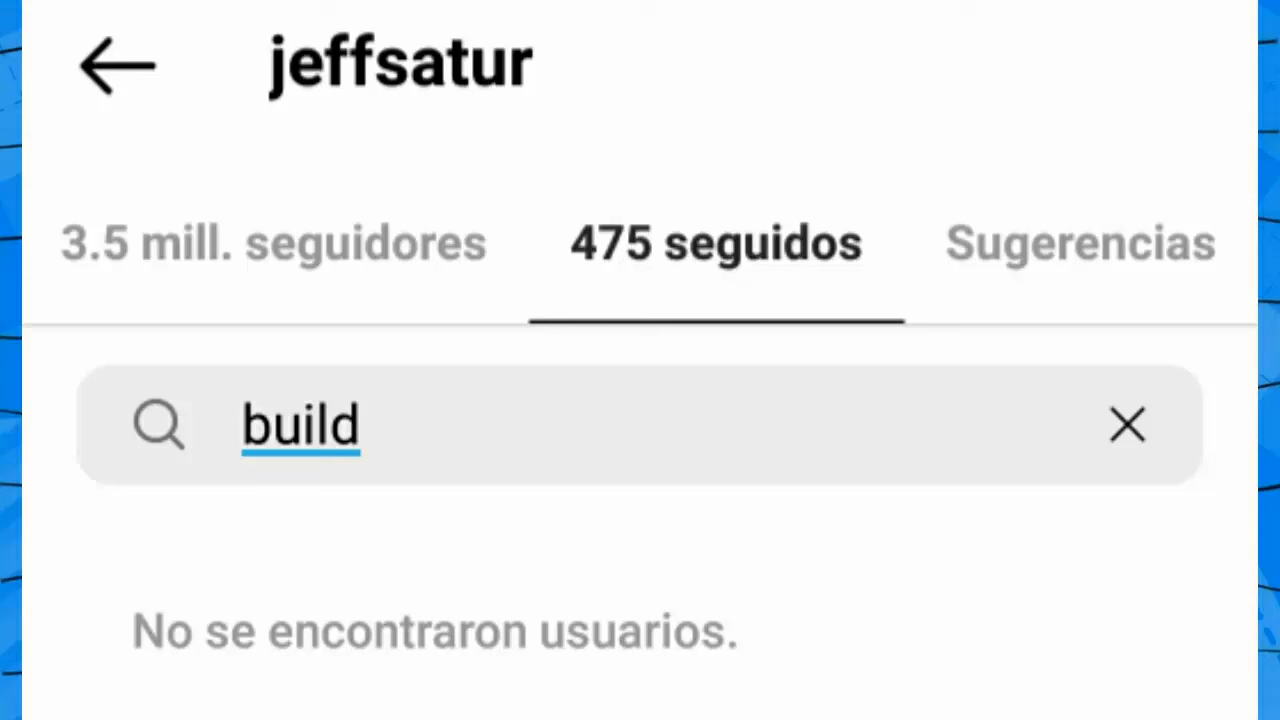 jeffsatur
3.5 mill. seguidores 475 seguidos Sugerencias
build
No se encontraron usuarios.